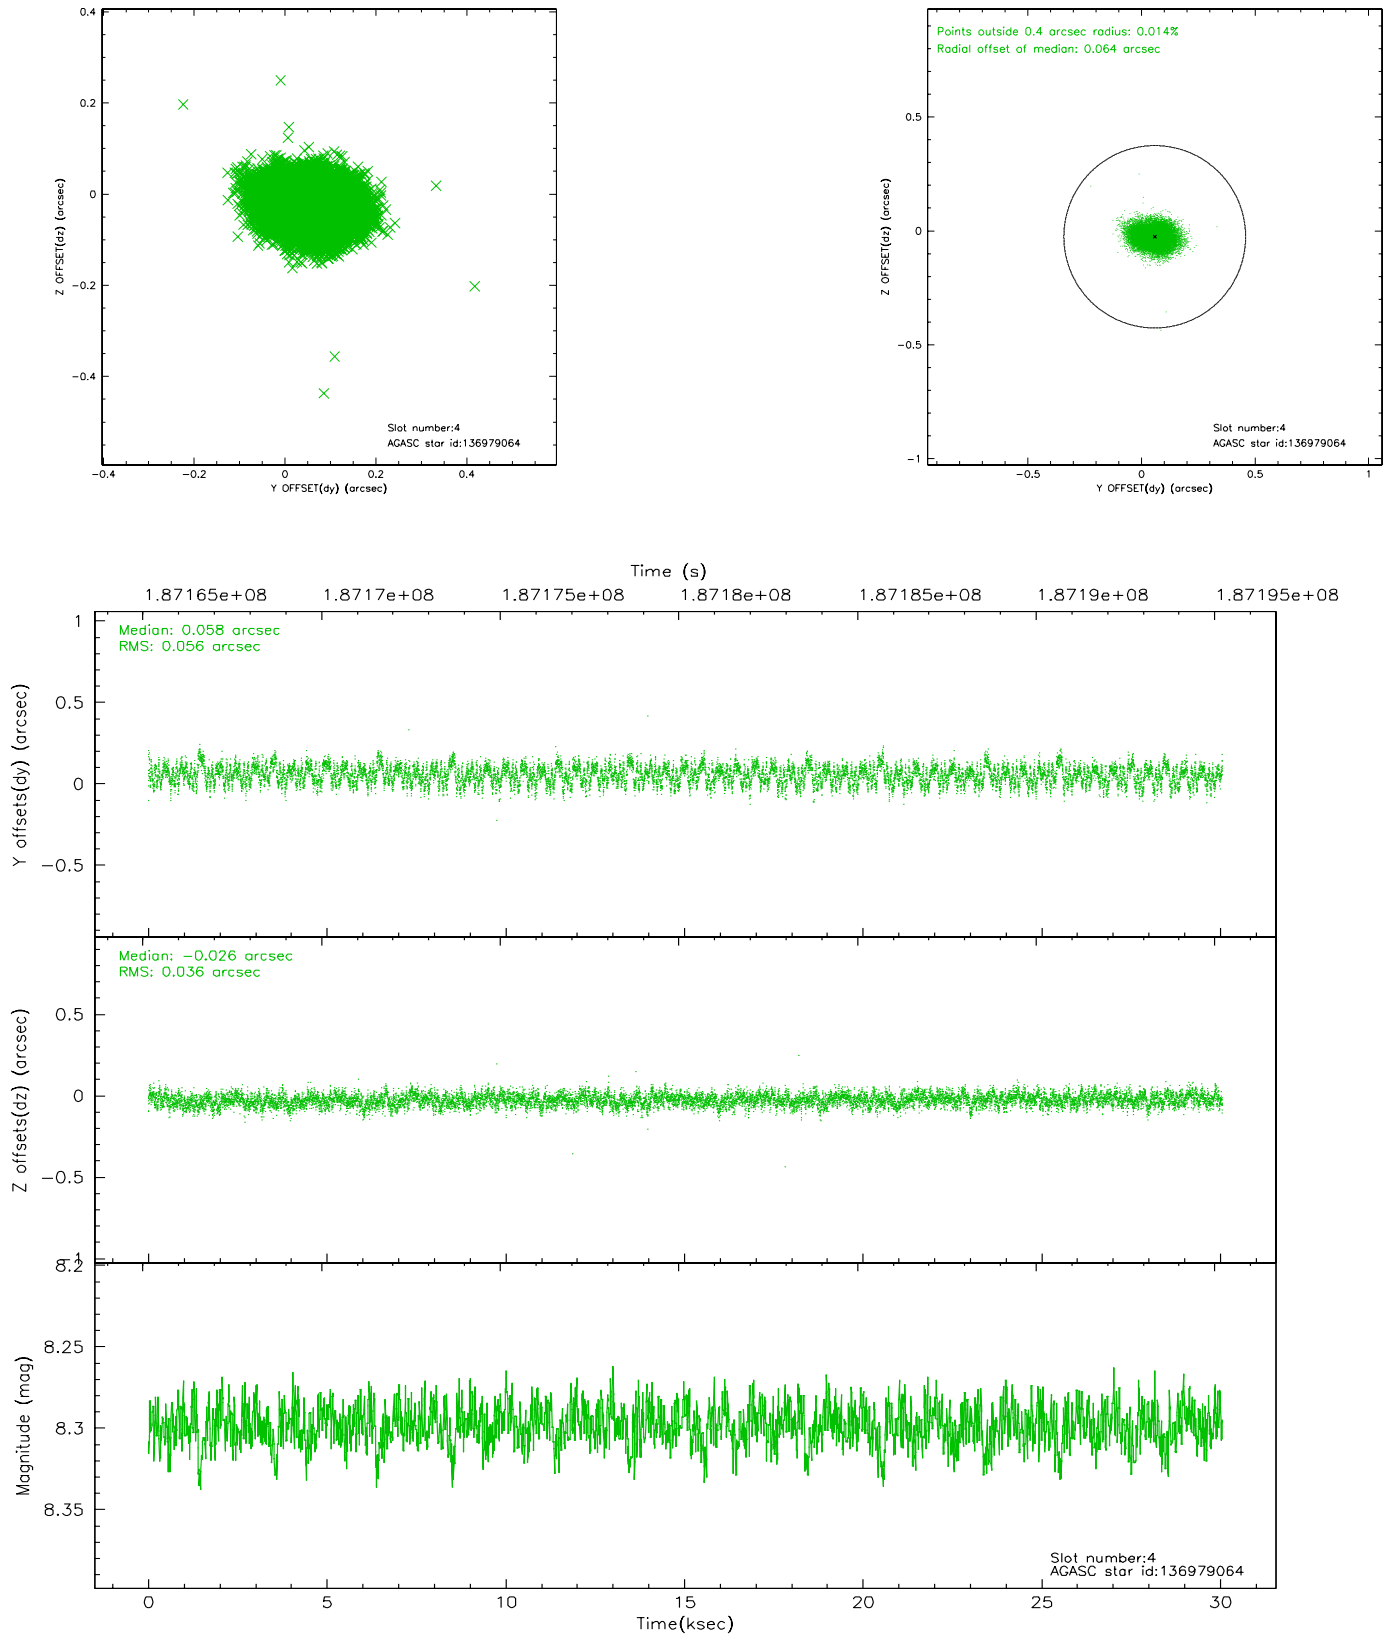 0.4
0.2
0
−0.2
−0.4
Z OFFSET(dz) (arcsec)
Slot number:4
AGASC star id:136979064
−0.4 −0.2 0 0.2 0.4
Y OFFSET(dy) (arcsec)
Points outside 0.4 arcsec radius: 0.014%
Radial offset of median: 0.064 arcsec
0.5
0
−0.5
−1
Z OFFSET(dz) (arcsec)
Slot number:4
AGASC star id:136979064
−0.5 0 0.5 1
Y OFFSET(dy) (arcsec)
Time (s)
1.87165e+08 1.8717e+08 1.87175e+08 1.8718e+08 1.87185e+08 1.8719e+08 1.87195e+08
Median: 0.058 arcsec
RMS: 0.056 arcsec
1
0.5
0
−0.5
Y offsets(dy) (arcsec)
Median: −0.026 arcsec
RMS: 0.036 arcsec
0.5
0
−0.5
−1
Z offsets(dz) (arcsec)
8.2
8.25
8.3
8.35
Magnitude (mag)
Slot number:4
AGASC star id:136979064
0 5 10 15 20 25 30
Time(ksec)